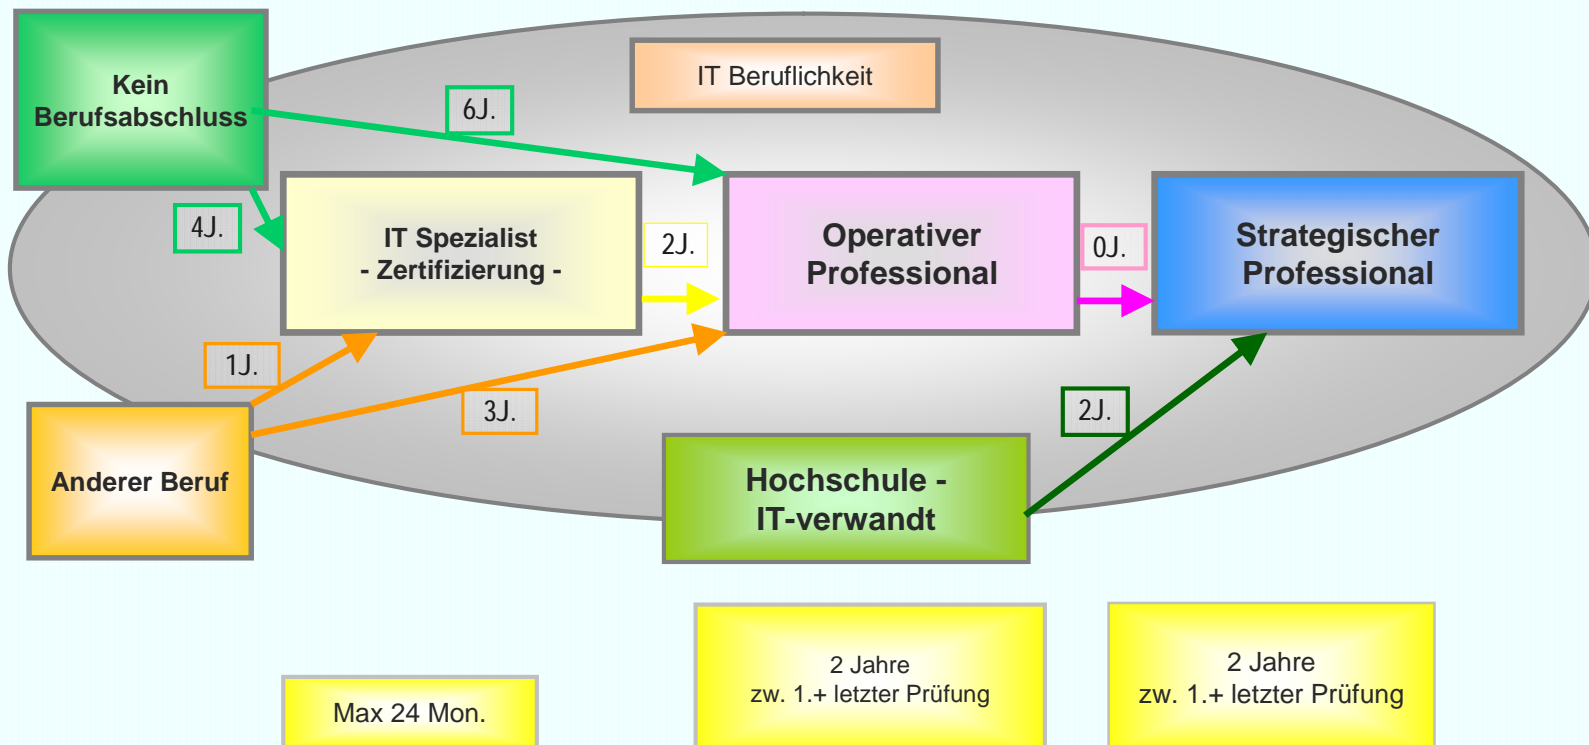 Kein
Berufsabschluss
IT Beruflichkeit
6J.
4J.
IT Spezialist
- Zertifizierung -
2J.
Operativer
Professional
0J.
Strategischer
Professional
1J.
3J.
2J.
Anderer Beruf
Hochschule -
IT-verwandt
Max 24 Mon.
2 Jahre
zw. 1.+ letzter Prüfung
2 Jahre
zw. 1.+ letzter Prüfung